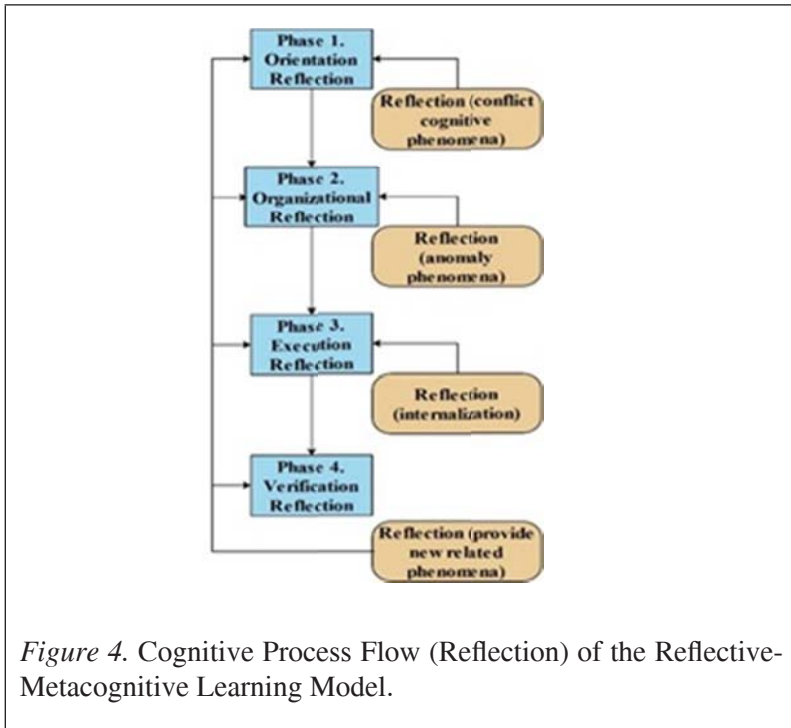 Phase 1.
Orientation
Reflection
Reflection (conflict
cognitive
phenomena)
Phase 2.
Organizational
Reflection
Reflection
(anomaly
phenomena)
Phase 3.
Execution
Reflection
Reflection
(internalization)
Phase 4.
Verification
Reflection
Reflection (provide
new related
phenomena)
Figure 4. Cognitive Process Flow (Reflection) of the Reflective-
Metacognitive Learning Model.